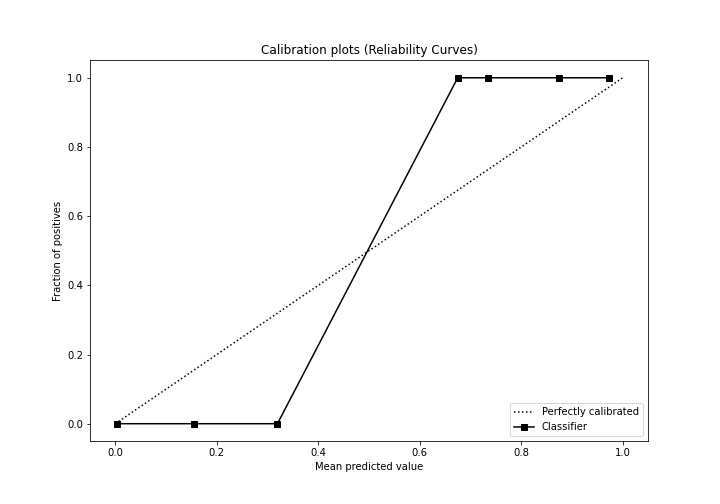 Calibration plots (Reliability Curves)
1.0
0.8
0.6
0.4
0.2
0.0
Fraction of positives
0.0 0.2 0.4 0.6 0.8 1.0
Mean predicted value
Perfectly calibrated
Classifier